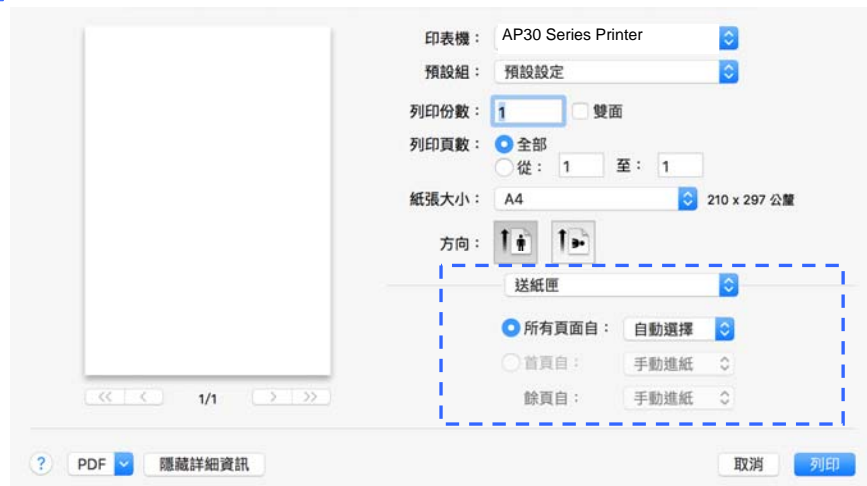 印表機： AP30 Series Printer
預設組： 預設設定
列印份數： 1 雙面
列印頁數： 全部
從： 1 至： 1
紙張大小： A4 210 x 297 公釐
方向：
送紙匣
所有頁面自： 自動選擇
首頁自： 手動進紙
餘頁自： 手動進紙
<< < 1/1 > >>
? PDF 隱藏詳細資訊 取消 列印